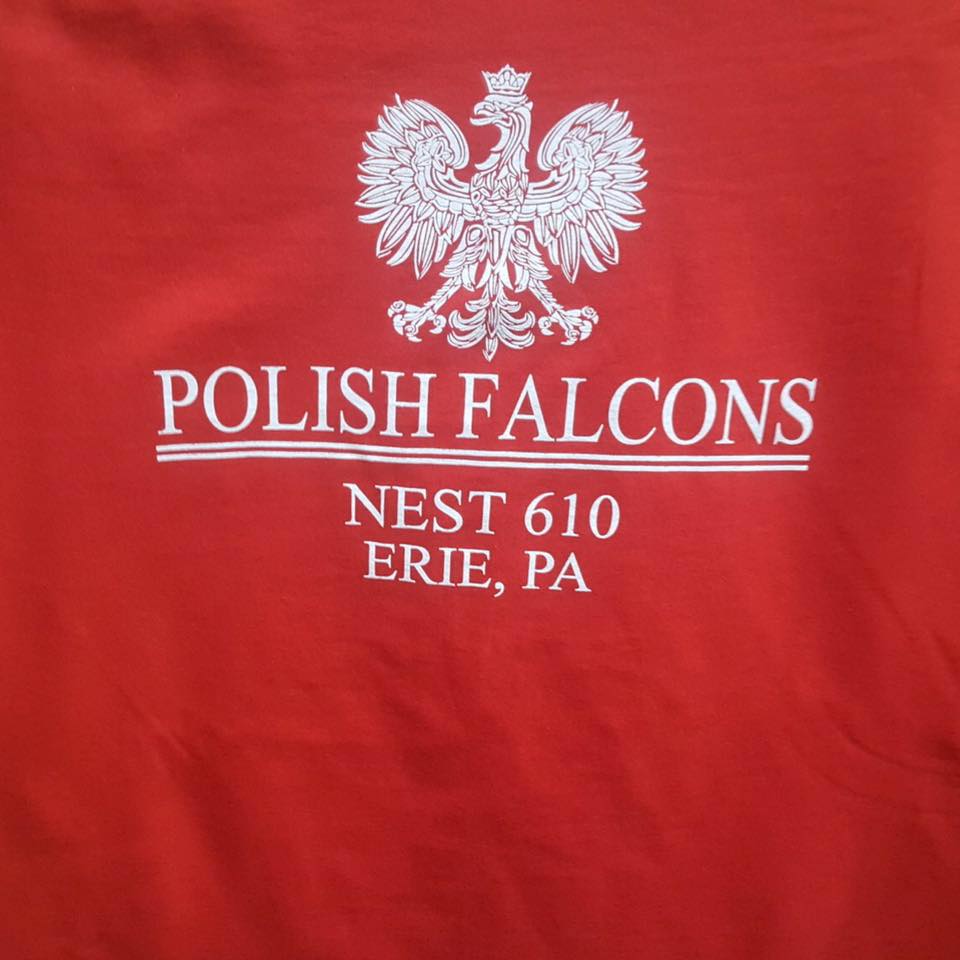 POLISH FALCONS
NEST 610
ERIE, PA